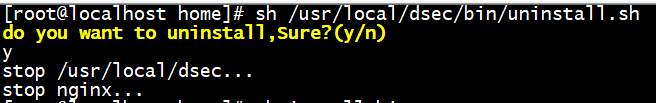 [root@localhost home]# sh /usr/local/dsec/bin/uninstall.sh
do you want to uninstall,Sure?(y/n)
y
stop /usr/local/dsec...
stop nginx...